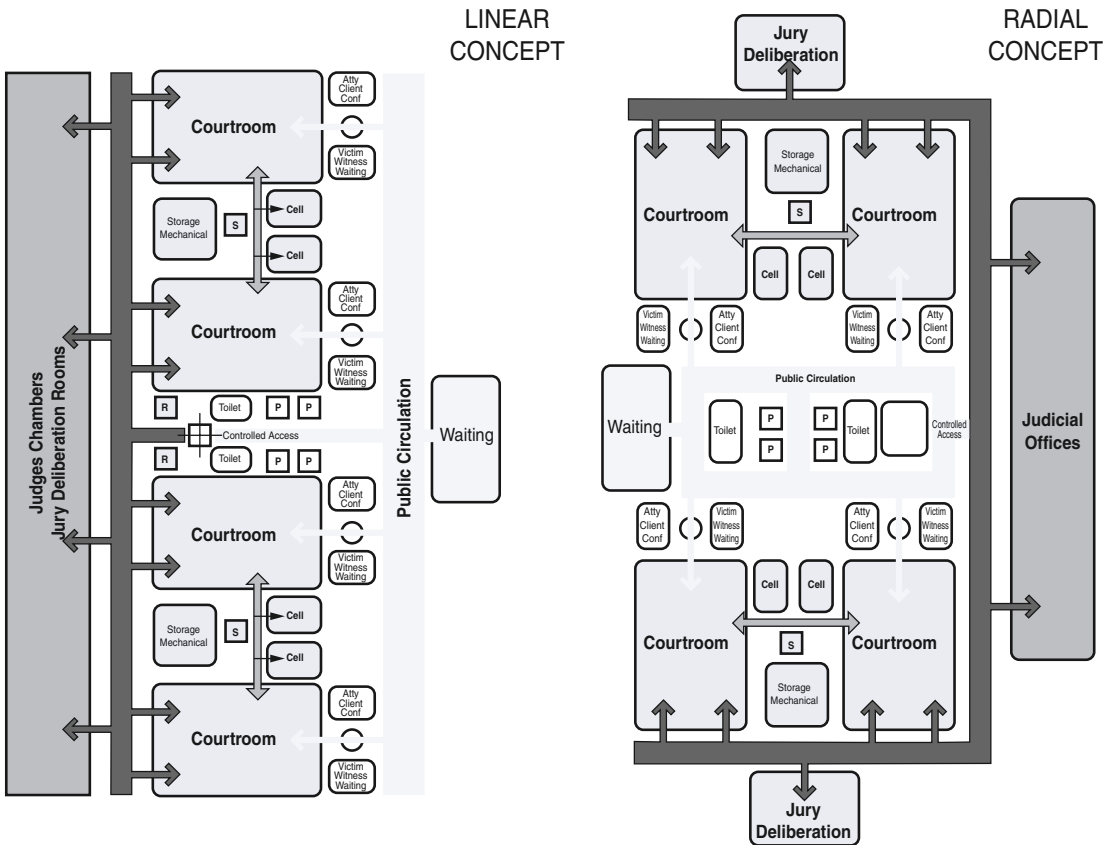 LINEAR
CONCEPT
Judges Chambers
Jury Deliberation Rooms
Courtroom
Atty
Client
Conf
Victim
Witness
Waiting
Storage
Mechanical
S
Cell
Cell
Courtroom
Atty
Client
Conf
Victim
Witness
Waiting
R
Toilet
P
P
Controlled Access
R
Toilet
P
P
Courtroom
Atty
Client
Conf
Victim
Witness
Waiting
Storage
Mechanical
S
Cell
Cell
Courtroom
Atty
Client
Conf
Victim
Witness
Waiting
Public Circulation
Waiting
RADIAL
CONCEPT
Jury
Deliberation
Courtroom
Storage
Mechanical
S
Courtroom
Cell
Cell
Victim
Witness
Waiting
Atty
Client
Conf
Victim
Witness
Waiting
Atty
Client
Conf
Waiting
Public Circulation
Toilet
P
P
P
P
Toilet
Controlled
Access
Atty
Client
Conf
Victim
Witness
Waiting
Atty
Client
Conf
Victim
Witness
Waiting
Cell
Cell
Courtroom
S
Storage
Mechanical
Courtroom
Jury
Deliberation
Judicial
Offices